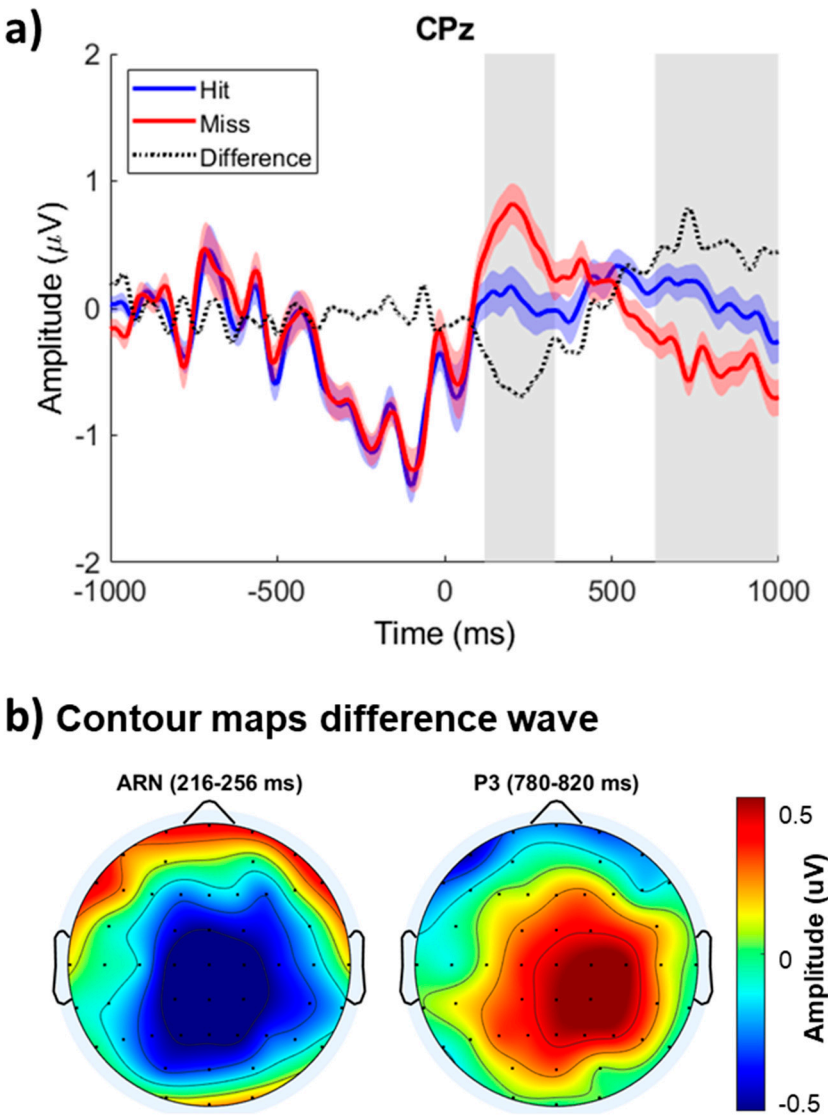 a)
CPz
2
1
0
-1
-2
Amplitude (μV)
Hit
Miss
Difference
-1000
-500
0
500
1000
Time (ms)
b) Contour maps difference wave
ARN (216-256 ms)
P3 (780-820 ms)
0.5
0
-0.5
Amplitude (uV)